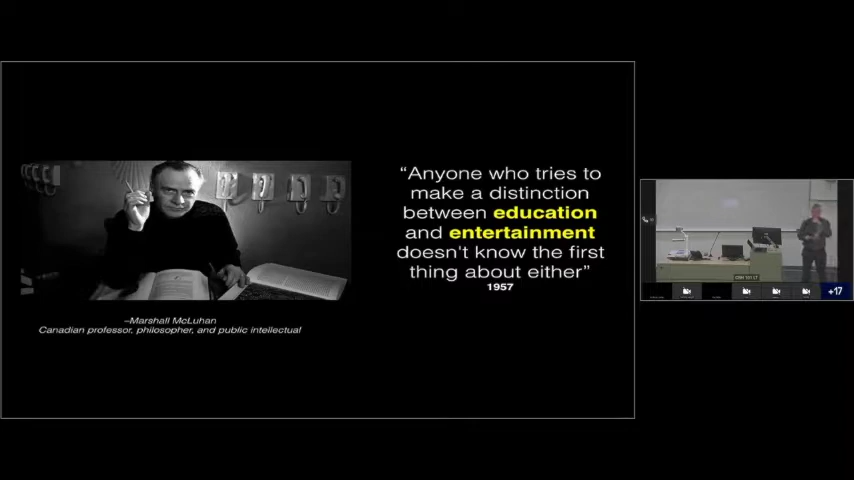 “Anyone who tries to
make a distinction
between education
and entertainment
doesn't know the first
thing about either”
1957
–Marshall McLuhan
Canadian professor, philosopher, and public intellectual
+17